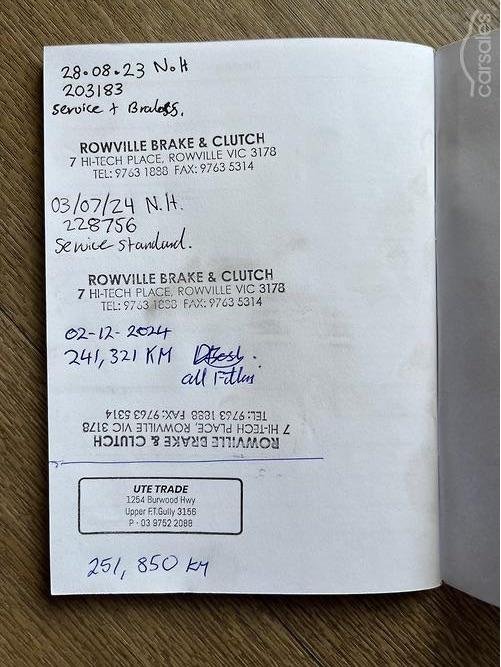 28.08.23 N.H
203183
Service + Brakes.
ROWVILLE BRAKE & CLUTCH
7 HI-TECH PLACE, ROWVILLE VIC 3178
TEL: 9763 1888 FAX: 9763 5314
03/07/24 N.H.
228756
Service standard.
ROWVILLE BRAKE & CLUTCH
7 HI-TECH PLACE, ROWVILLE VIC 3178
TEL: 9763 1888 FAX: 9763 5314
02-12-2024
241,321 KM
all
ROWVILLE BRAKE & CLUTCH
7 HI-TECH PLACE, ROWVILLE VIC 3178
TEL: 9763 1888 FAX: 9763 5314
UTE TRADE
1254 Burwood Hwy
Upper F.T.Gully 3156
P - 03 9752 2088
251,850 KM
carsales